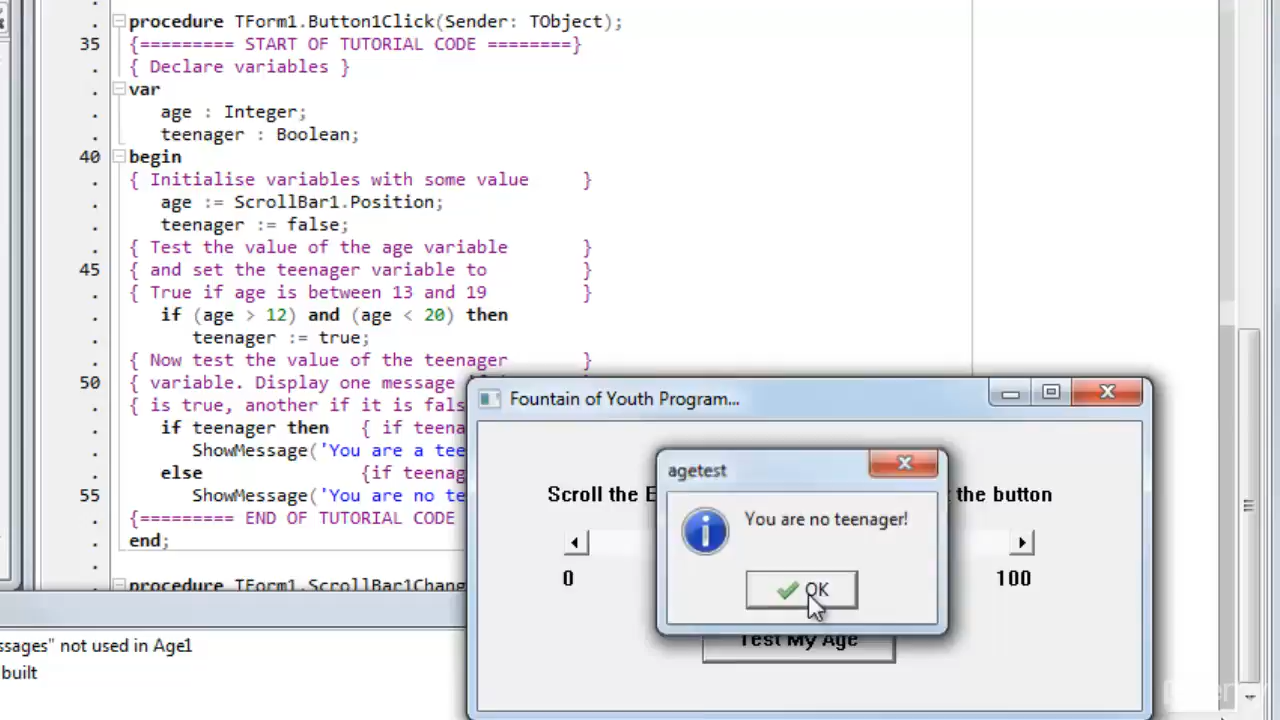 procedure TForm1.Button1Click(Sender: TObject);
35 {========= START OF TUTORIAL CODE ========}
{ Declare variables }
var
age : Integer;
teenager : Boolean;
40 begin
{ Initialise variables with some value }
age := ScrollBar1.Position;
teenager := false;
{ Test the value of the age variable }
45 { and set the teenager variable to }
{ True if age is between 13 and 19 }
if (age > 12) and (age < 20) then
teenager := true;
{ Now test the value of the teenager }
50 { variable. Display one message
{ is true, another if it is fals
if teenager then { if teena
ShowMessage('You are a tee
else {if teenag
55 ShowMessage('You are no te
{========= END OF TUTORIAL CODE
end;
procedure TForm1.ScrollBar1Chang
ssages" not used in Age1
built
Fountain of Youth Program...
Scroll the E
the button
0
100
Test My Age
agetest
You are no teenager!
OK